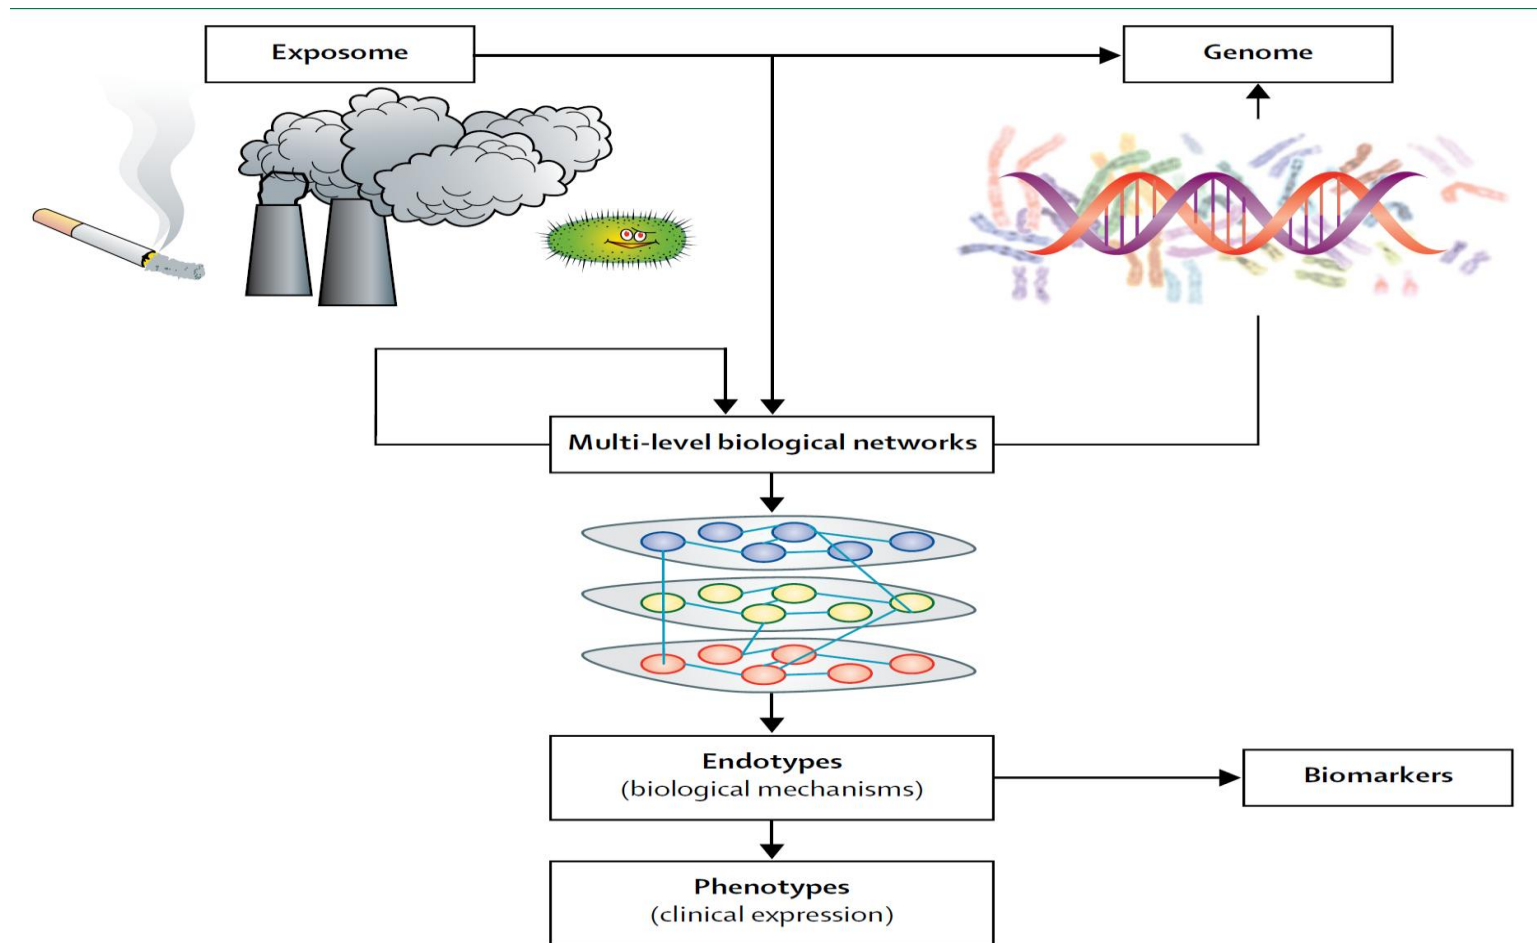 Exposome
Genome
Multi-level biological networks
Endotypes
(biological mechanisms)
Biomarkers
Phenotypes
(clinical expression)